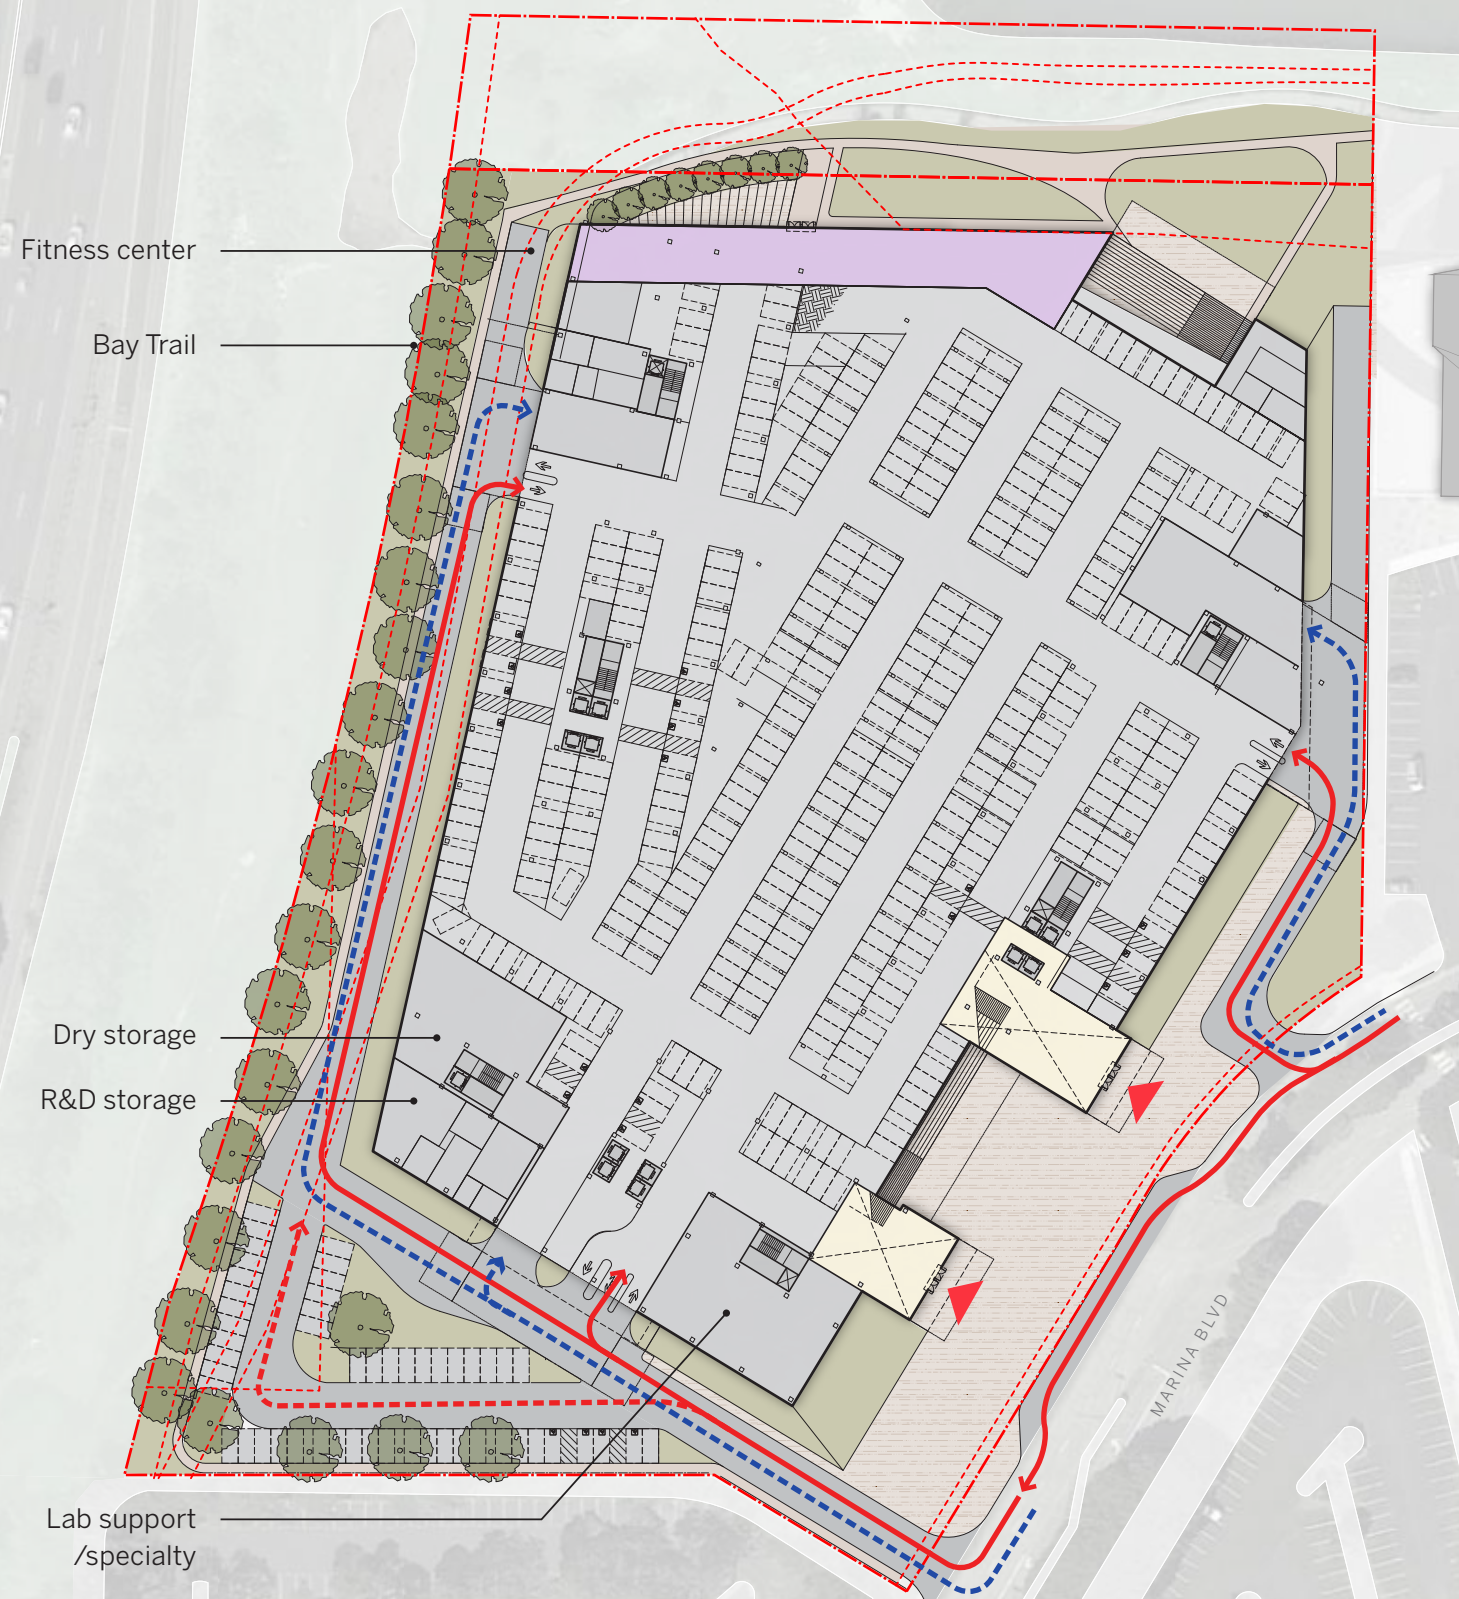 Fitness center
Bay Trail
Dry storage
R&D storage
MARINA BLVD
Lab support
/specialty